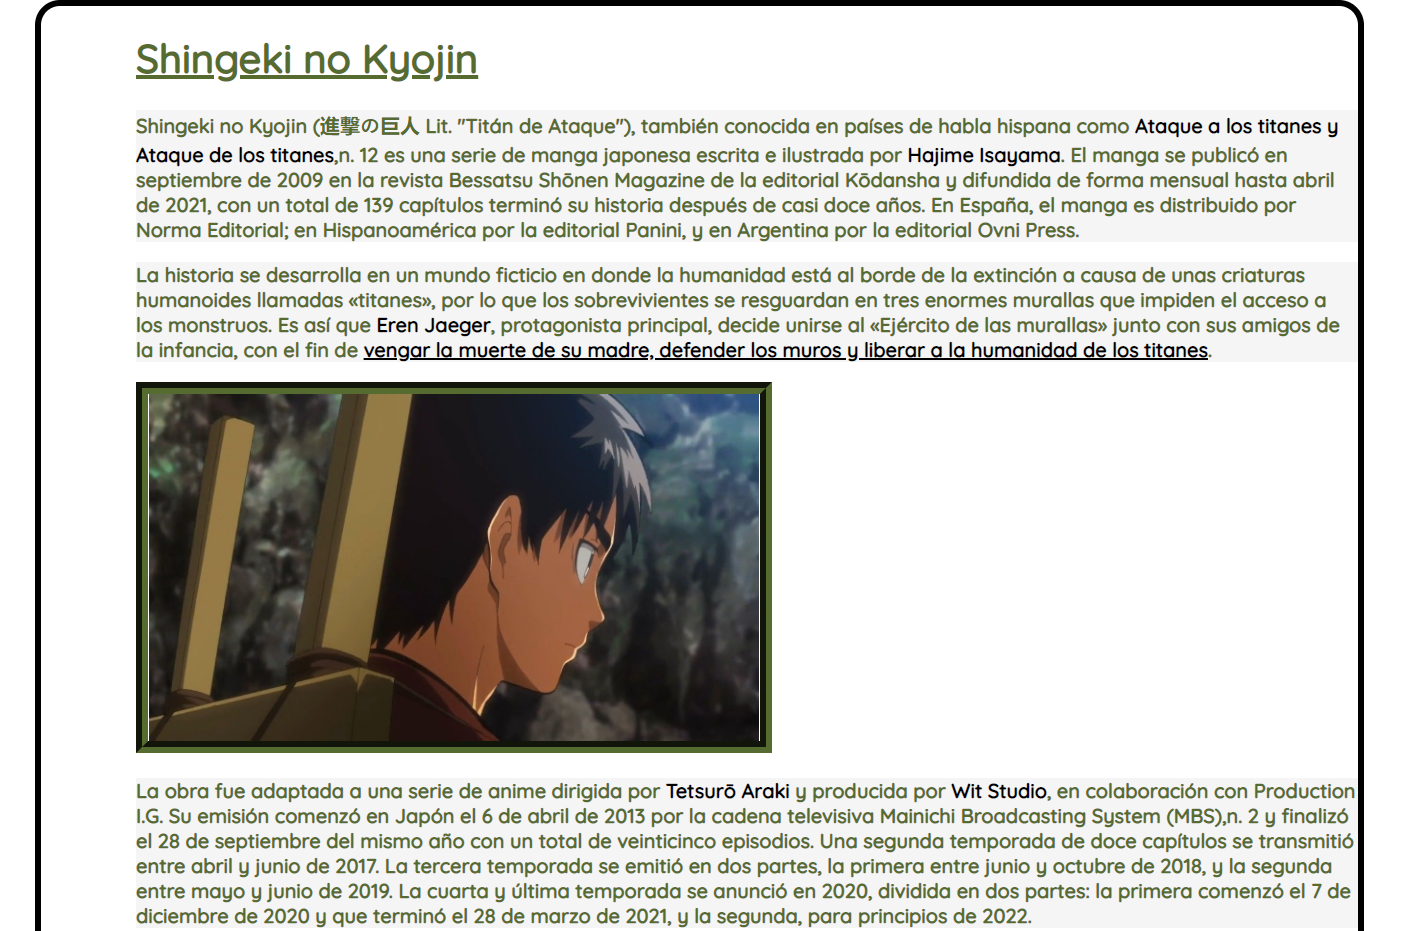 Shingeki no Kyojin
Shingeki no Kyojin (進撃の巨人 Lit. "Titán de Ataque"), también conocida en países de habla hispana como Ataque a los titanes y
Ataque de los titanes,n. 12 es una serie de manga japonesa escrita e ilustrada por Hajime Isayama. El manga se publicó en
septiembre de 2009 en la revista Bessatsu Shōnen Magazine de la editorial Kōdansha y difundida de forma mensual hasta abril
de 2021, con un total de 139 capítulos terminó su historia después de casi doce años. En España, el manga es distribuido por
Norma Editorial; en Hispanoamérica por la editorial Panini, y en Argentina por la editorial Ovni Press.
La historia se desarrolla en un mundo ficticio en donde la humanidad está al borde de la extinción a causa de unas criaturas
humanoides llamadas «titanes», por lo que los sobrevivientes se resguardan en tres enormes murallas que impiden el acceso a
los monstruos. Es así que Eren Jaeger, protagonista principal, decide unirse al «Ejército de las murallas» junto con sus amigos de
la infancia, con el fin de vengar la muerte de su madre, defender los muros y liberar a la humanidad de los titanes.
La obra fue adaptada a una serie de anime dirigida por Tetsurō Araki y producida por Wit Studio, en colaboración con Production
I.G. Su emisión comenzó en Japón el 6 de abril de 2013 por la cadena televisiva Mainichi Broadcasting System (MBS),n. 2 y finalizó
el 28 de septiembre del mismo año con un total de veinticinco episodios. Una segunda temporada de doce capítulos se transmitió
entre abril y junio de 2017. La tercera temporada se emitió en dos partes, la primera entre junio y octubre de 2018, y la segunda
entre mayo y junio de 2019. La cuarta y última temporada se anunció en 2020, dividida en dos partes: la primera comenzó el 7 de
diciembre de 2020 y que terminó el 28 de marzo de 2021, y la segunda, para principios de 2022.